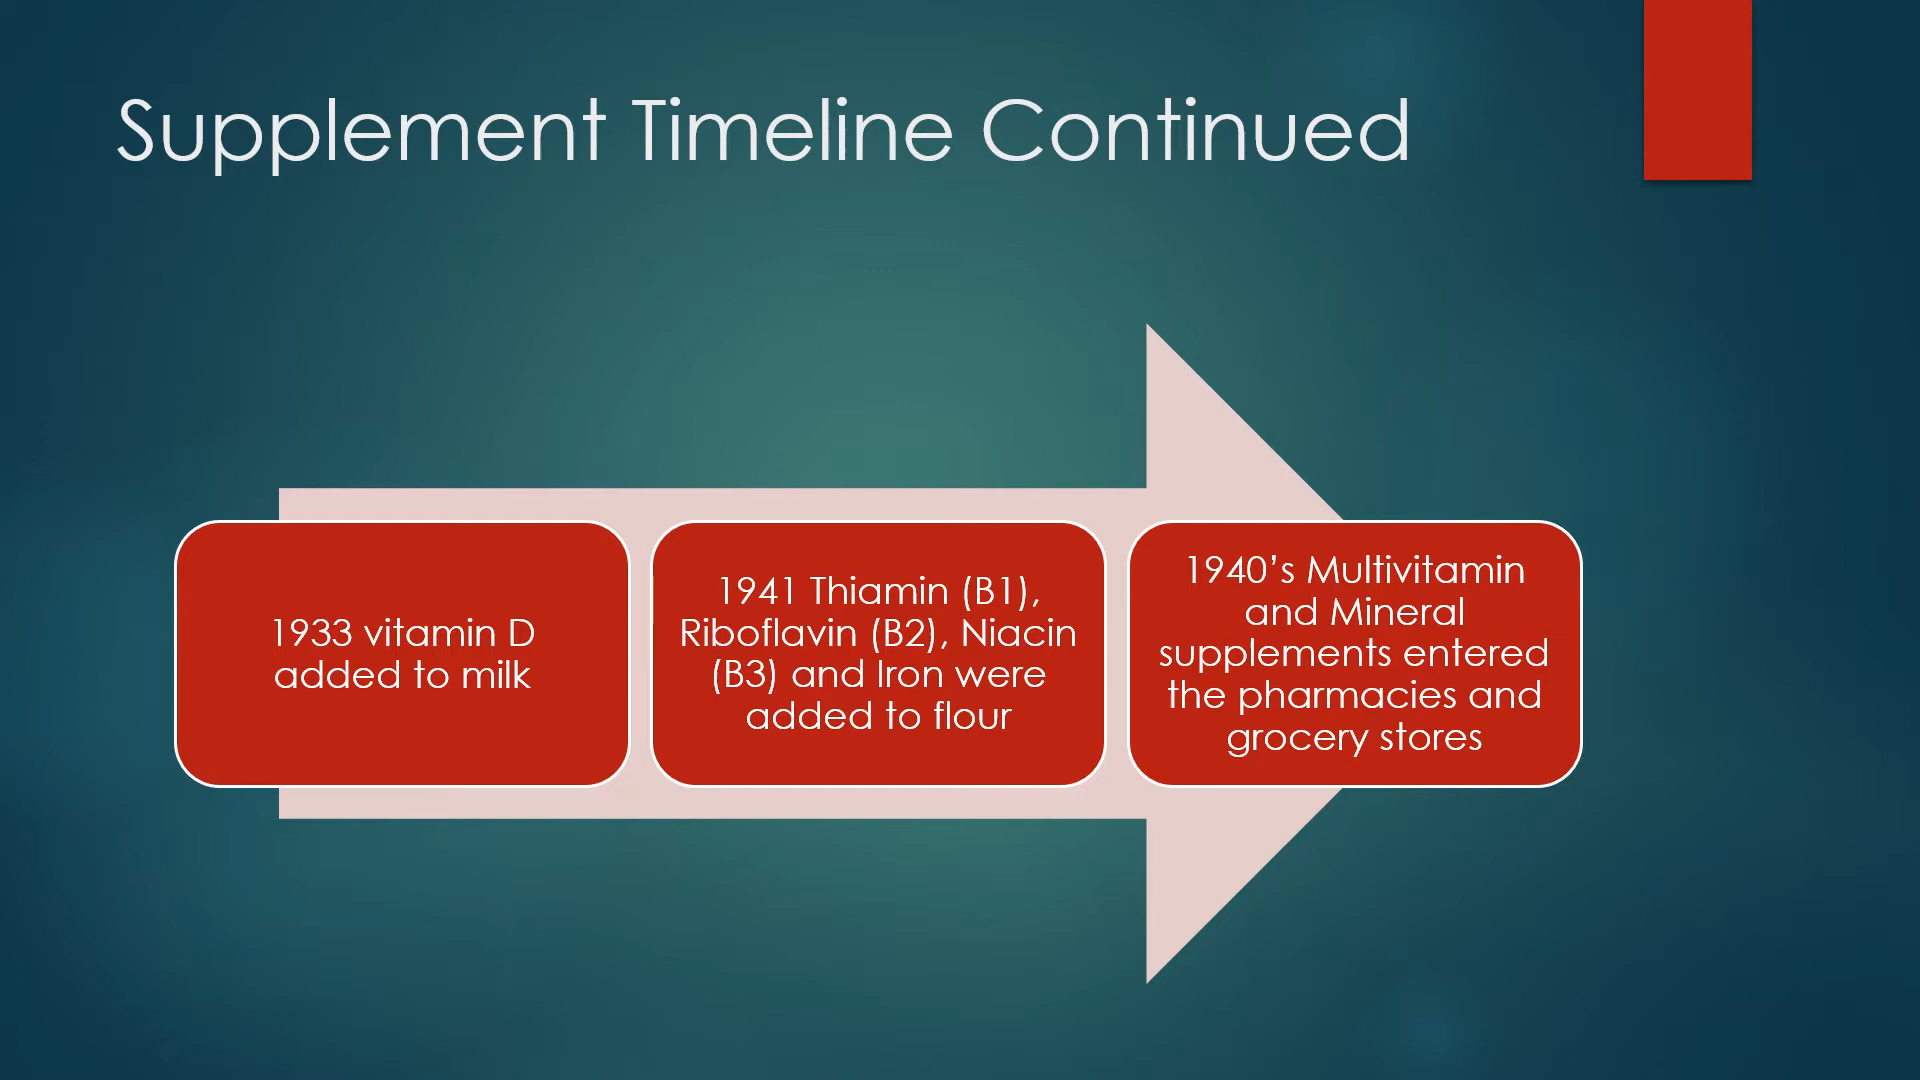 Supplement Timeline Continued
1933 vitamin D
added to milk
1941 Thiamin (B1),
Riboflavin (B2), Niacin
(B3) and Iron were
added to flour
1940’s Multivitamin
and Mineral
supplements entered
the pharmacies and
grocery stores